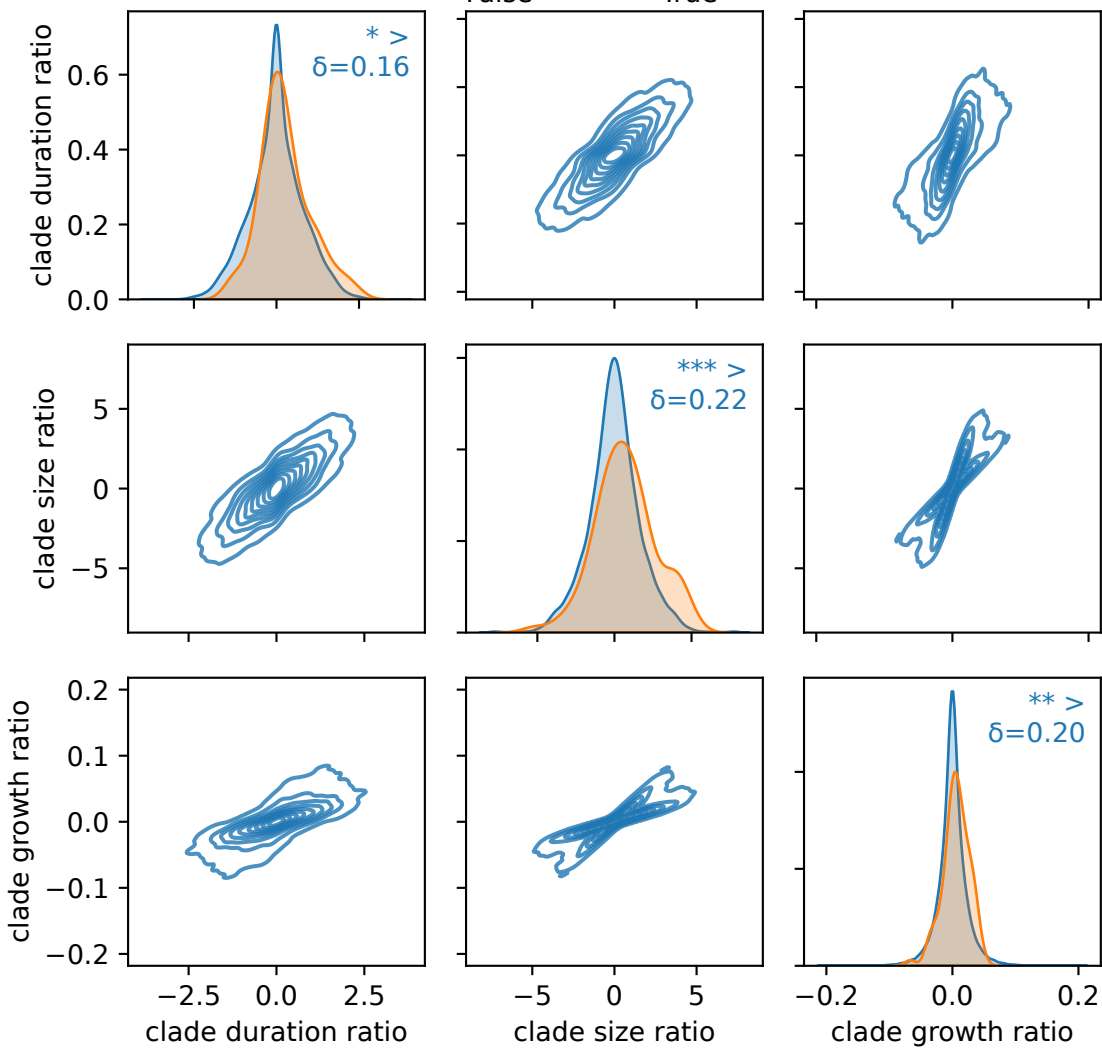 clade duration ratio
0.6
0.4
0.2
0.0
* >
δ=0.16
clade size ratio
5
0
−5
*** >
δ=0.22
clade growth ratio
0.2
0.1
0.0
−0.1
−0.2
** >
δ=0.20
−2.5 0.0 2.5
−5 0 5
−0.2 0.0 0.2
clade duration ratio
clade size ratio
clade growth ratio